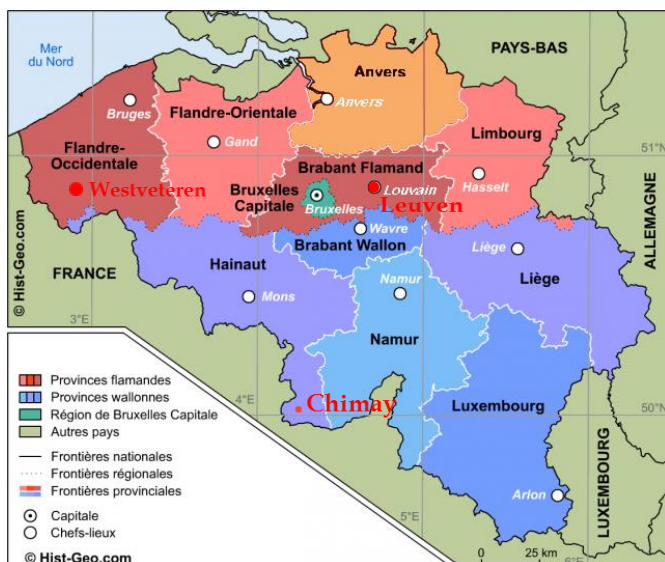 Mer
du Nord
PAYS-BAS
Anvers
Bruges
Anvers
Flandre-Orientale
Gand
Limbourg
Flandre-
Occidentale
51°N
Brabant Flamand
Westveteren
Bruxelles
Capitale
Bruxelles
Louvain
Leuven
Hasselt
ALLEMAGNE
Wavre
Brabant Wallon
Liège
© Hist-Geo.com
FRANCE
Hainaut
Liège
Mons
Namur
3°E
Namur
Chimay
4°E
Luxembourg
50°N
LUXEMBOURG
Arlon
5°E
0 25 km
6°E
Provinces flamandes
Provinces wallonnes
Région de Bruxelles Capitale
Autres pays
Frontières nationales
Frontières régionales
Frontières provinciales
Capitale
Chefs-lieux
© Hist-Geo.com